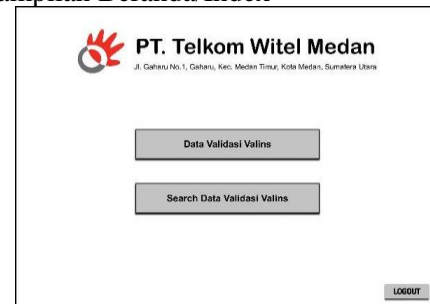 Tampilan Beranda/Index
PT. Telkom Witel Medan
Jl. Gaharu No.1, Gaharu, Kec. Medan Timur, Kota Medan, Sumatera Utara
Data Validasi Valins
Search Data Validasi Valins
LOGOUT